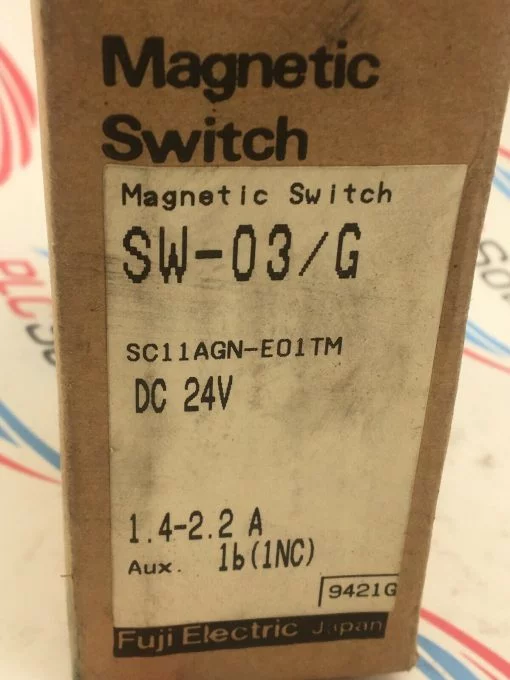 Magnetic
Switch
Magnetic Switch
SW-03/G
SC11AGN-E01TM
DC 24V
1.4-2.2 A
Aux. 1b(1NC)
9421G
Fuji Electric Japan